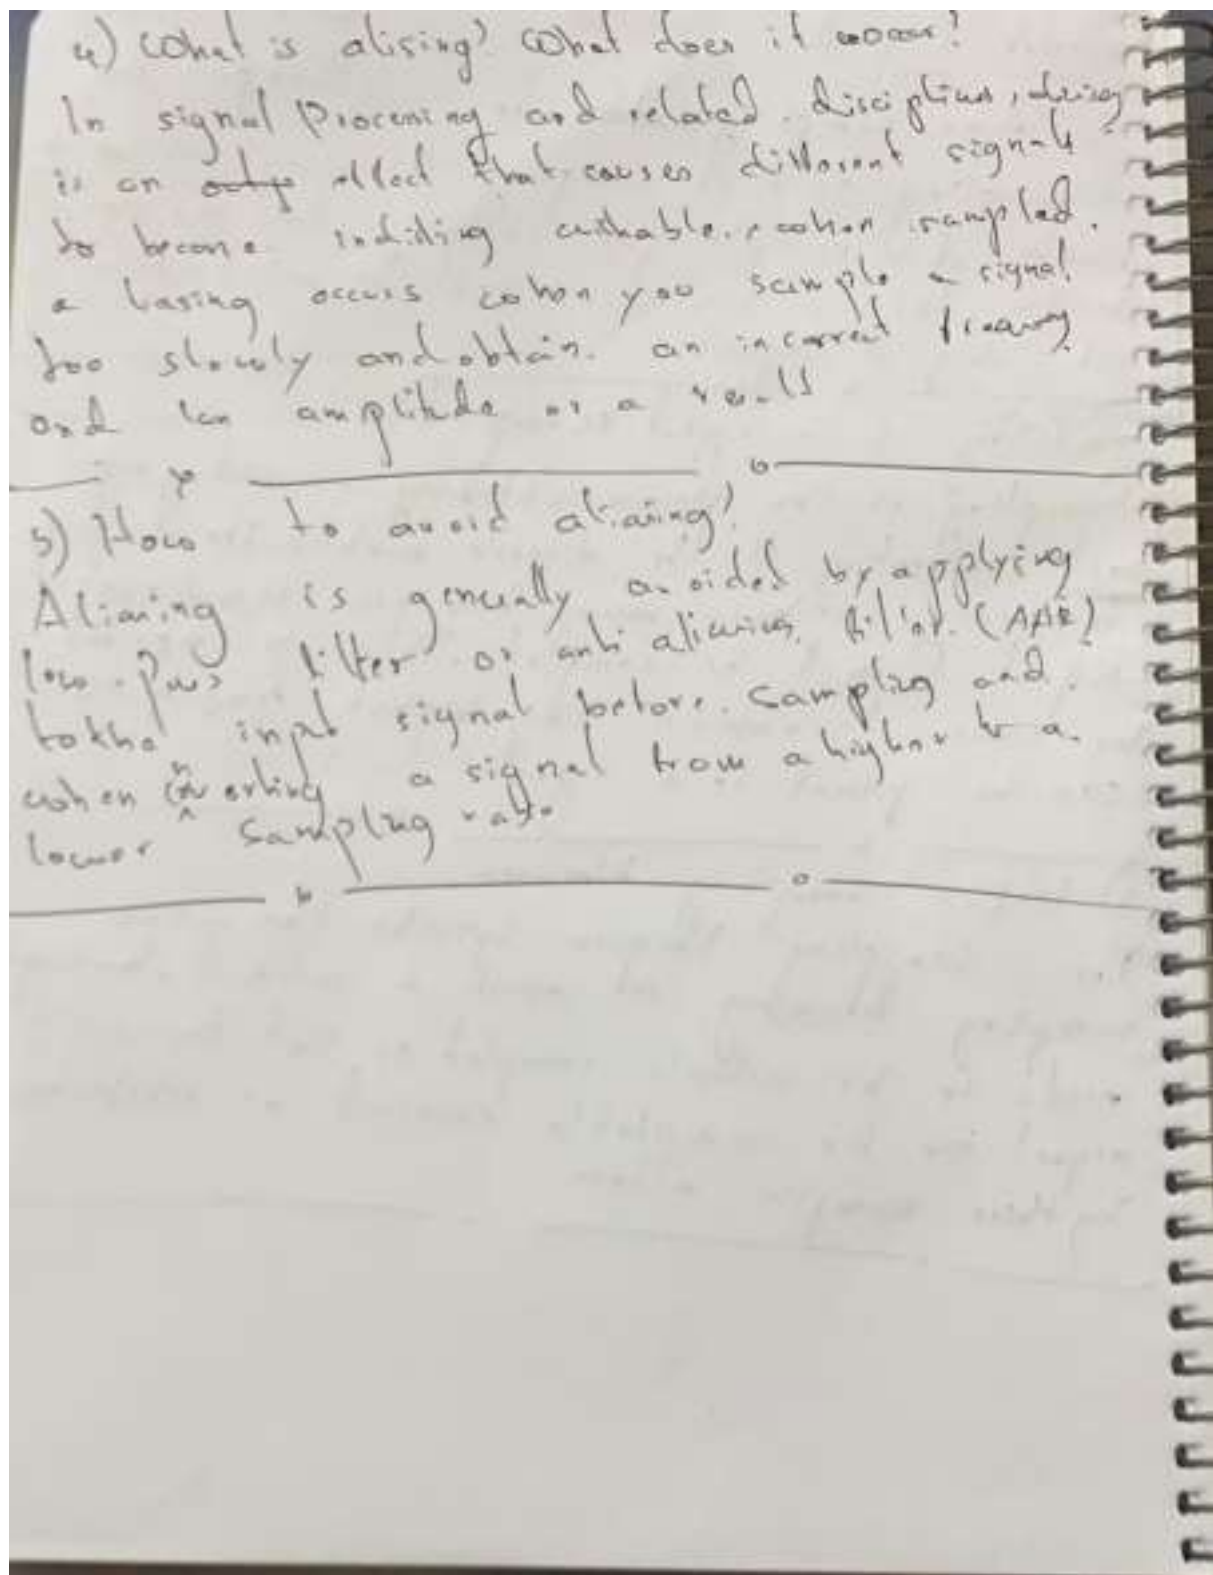 4) What is alising? What does it occur?
In signal Processing and related disciplines, alising
is an effect that causes different signals
to become indisting cuithable, when sampled.
a liasing occurs when you sample a signal
too slowly and obtain an incorrect frequency
and an amplitude as a result
5) How to avoid aliasing?
Aliasing is generally avoided by applying
low-Pass filter or anti aliasing filter (AAF)
to the input signal before sampling and
when converting a signal from a higher to a
lower sampling rate